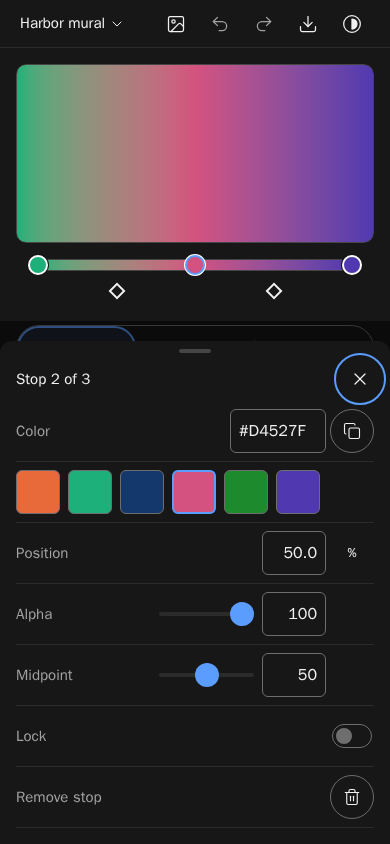 Harbor mural
Stop 2 of 3
Color #D4527F
Position 50.0 %
Alpha 100
Midpoint 50
Lock
Remove stop